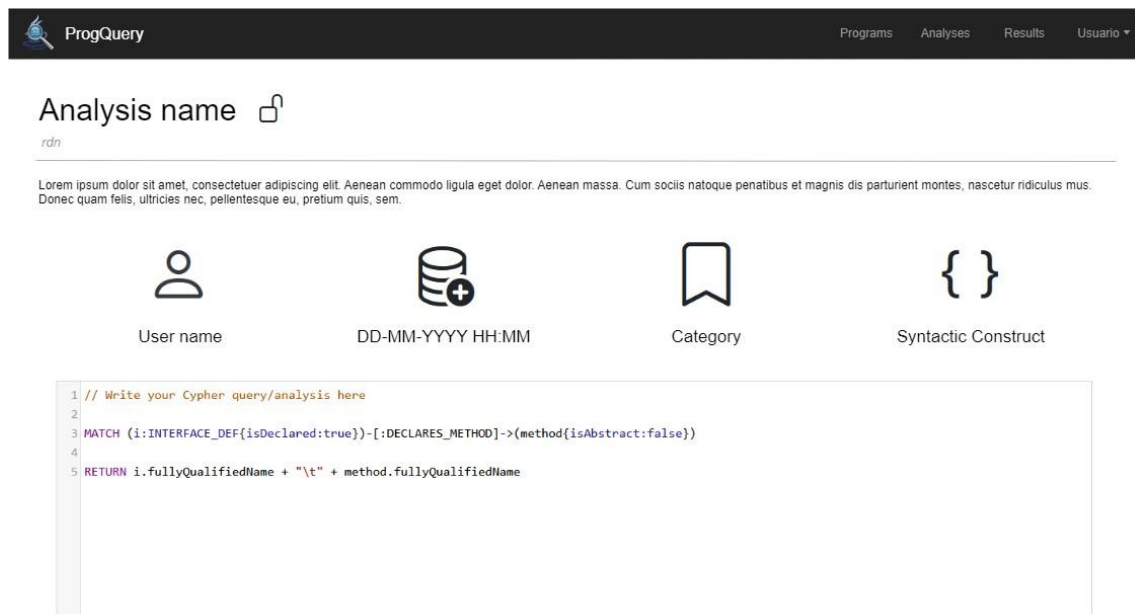 ProgQuery
Programs Analyses Results Usuario
Analysis name
rdn
Lorem ipsum dolor sit amet, consectetuer adipiscing elit. Aenean commodo ligula eget dolor. Aenean massa. Cum sociis natoque penatibus et magnis dis parturient montes, nascetur ridiculus mus.
Donec quam felis, ultricies nec, pellentesque eu, pretium quis, sem.
User name
DD-MM-YYYY HH:MM
Category
{ }
Syntactic Construct
1 // Write your Cypher query/analysis here
2
3 MATCH (i:INTERFACE_DEF{isDeclared:true})-[:DECLARES_METHOD]->(method{isAbstract:false})
4
5 RETURN i.fullyQualifiedName + "\t" + method.fullyQualifiedName